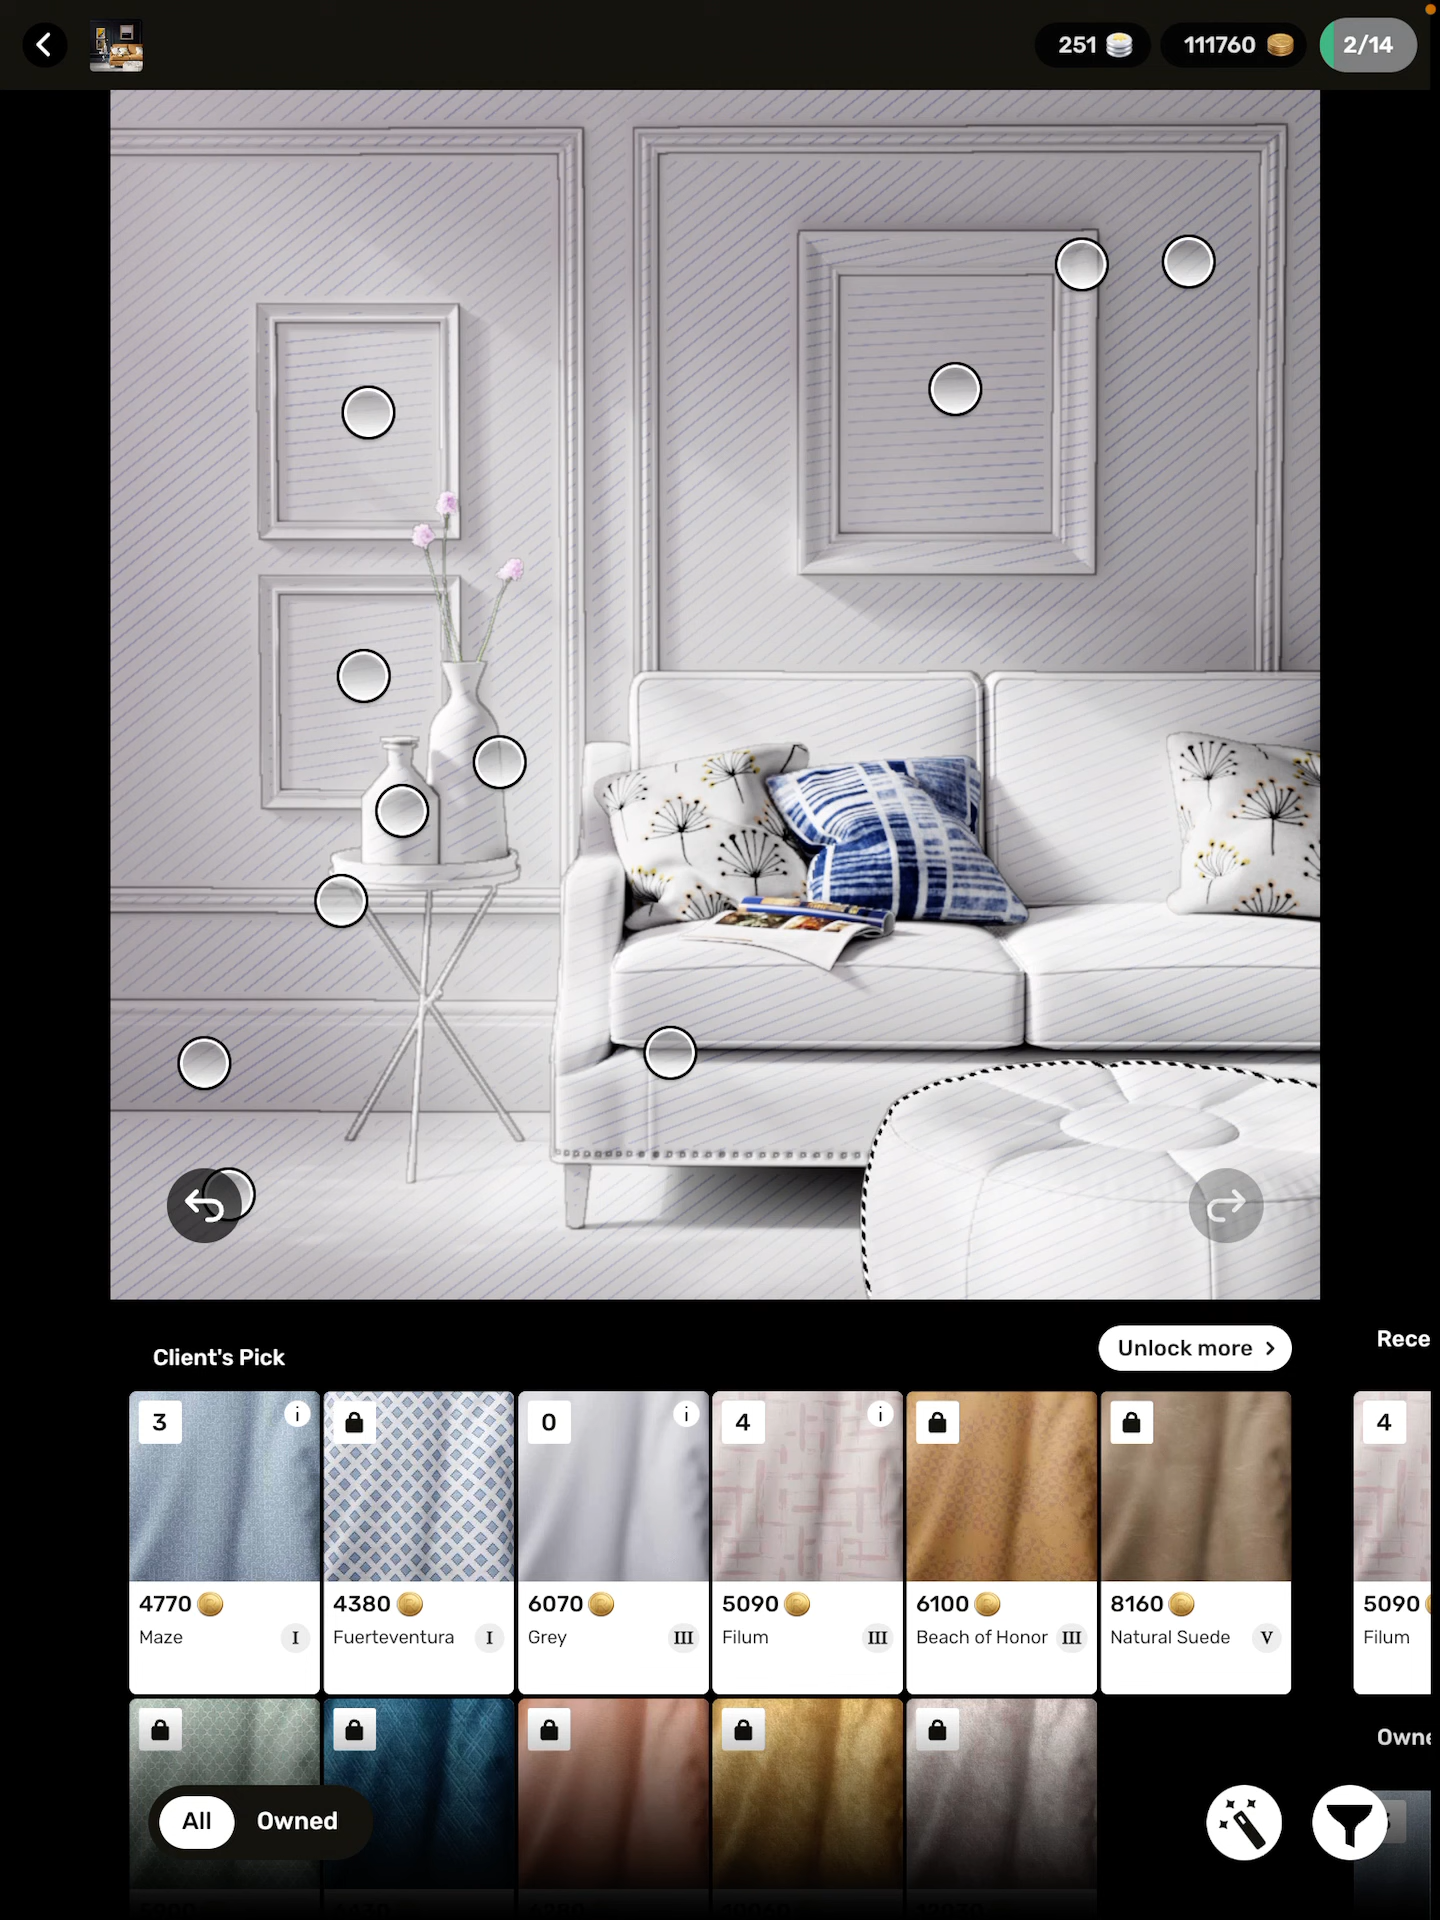 251
111760
2/14
Client's Pick
Unlock more
Rece
3
i
0
i
4
i
4
4770
4380
6070
5090
6100
8160
5090
Maze
I
Fuerteventura
I
Grey
III
Filum
III
Beach of Honor
III
Natural Suede
V
Filum
Owne
All
Owned